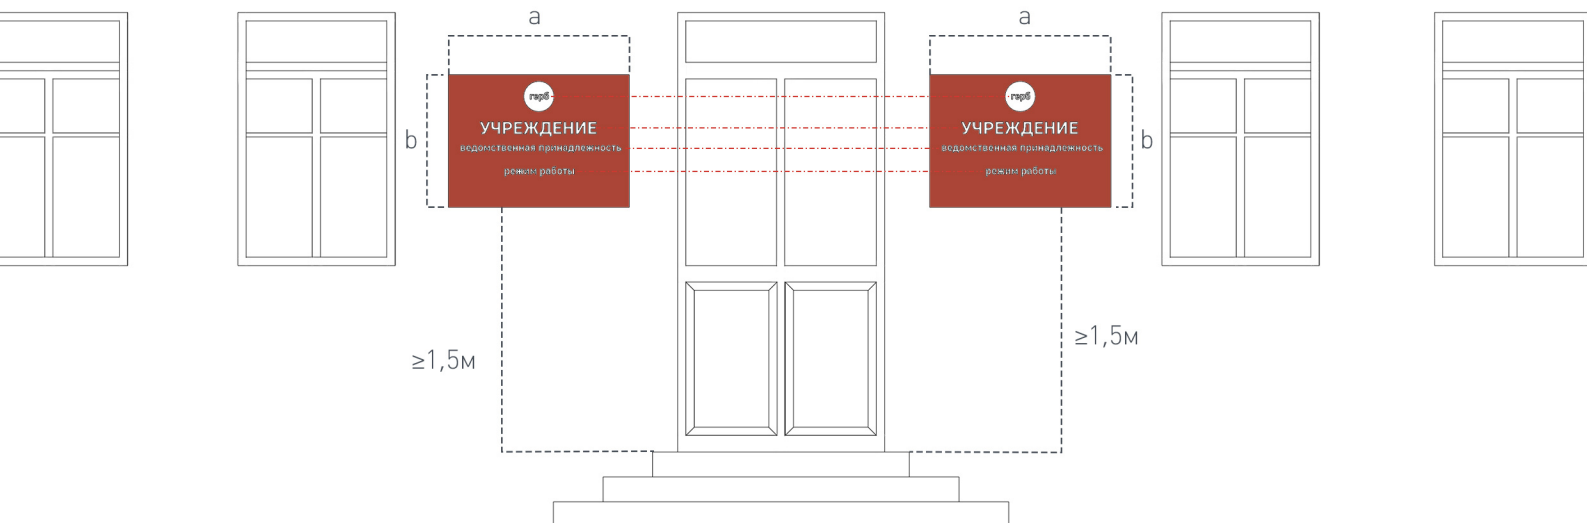 a
a
герб
УЧРЕЖДЕНИЕ
ведомственная принадлежность
режим работы
b
герб
УЧРЕЖДЕНИЕ
ведомственная принадлежность
режим работы
b
≥1,5м
≥1,5м